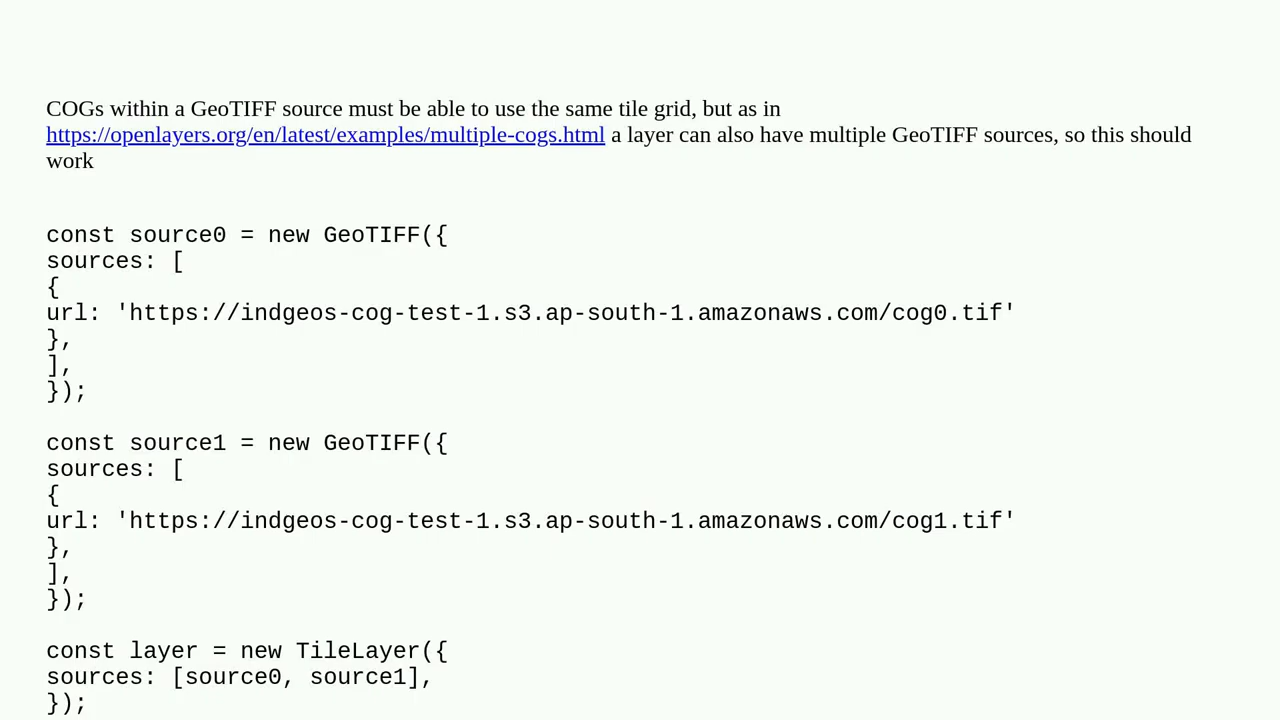 COGs within a GeoTIFF source must be able to use the same tile grid, but as in
https://openlayers.org/en/latest/examples/multiple-cogs.html a layer can also have multiple GeoTIFF sources, so this should
work
const source0 = new GeoTIFF({
sources: [
{
url: 'https://indgeos-cog-test-1.s3.ap-south-1.amazonaws.com/cog0.tif'
},
],
});
const source1 = new GeoTIFF({
sources: [
{
url: 'https://indgeos-cog-test-1.s3.ap-south-1.amazonaws.com/cog1.tif'
},
],
});
const layer = new TileLayer({
sources: [source0, source1],
});